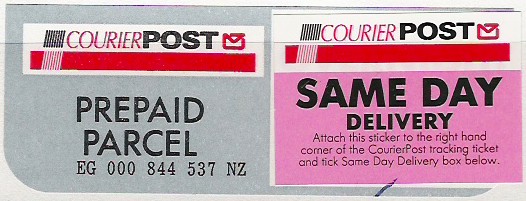 COURIERPOST
PREPAID
PARCEL
EG 000 844 537 NZ
COURIERPOST
SAME DAY
DELIVERY
Attach this sticker to the right hand
corner of the CourierPost tracking ticket
and tick Same Day Delivery box below.